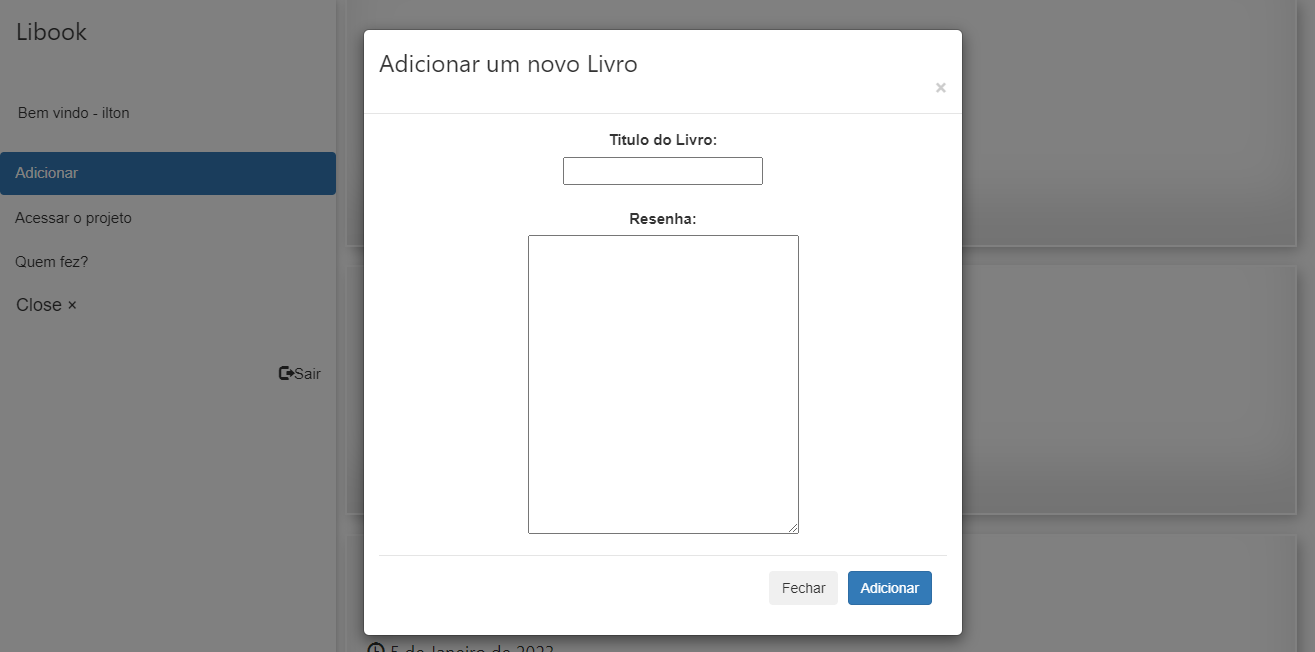 Libook
Bem vindo - ilton
Adicionar
Acessar o projeto
Quem fez?
Close ×
Sair
Adicionar um novo Livro
×
Titulo do Livro:
Resenha:
Fechar
Adicionar
5 de Janeiro de 2023